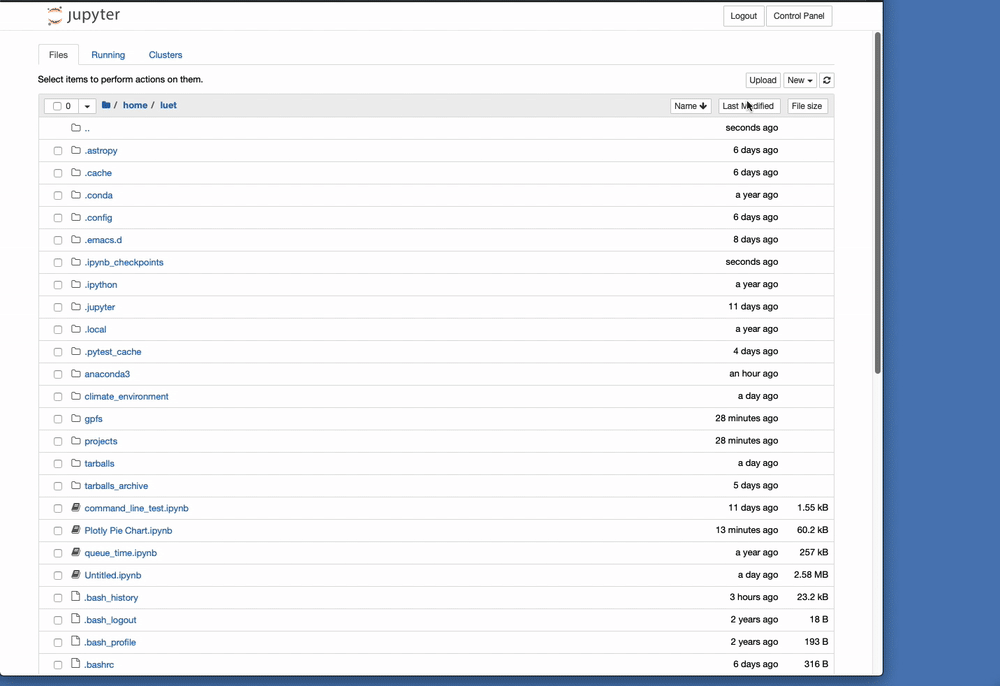 jupyter Logout Control Panel
Files Running Clusters
Select items to perform actions on them. Upload New
0 / home / luet Name Last Modified File size
.. seconds ago
.astropy 6 days ago
.cache 6 days ago
.conda a year ago
.config 6 days ago
.emacs.d 8 days ago
.ipynb_checkpoints seconds ago
.ipython a year ago
.jupyter 11 days ago
.local a year ago
.pytest_cache 4 days ago
anaconda3 an hour ago
climate_environment a day ago
gpfs 28 minutes ago
projects 28 minutes ago
tarballs a day ago
tarballs_archive 5 days ago
command_line_test.ipynb 11 days ago 1.55 kB
Plotly Pie Chart.ipynb 13 minutes ago 60.2 kB
queue_time.ipynb a year ago 257 kB
Untitled.ipynb a day ago 2.58 MB
.bash_history 3 hours ago 23.2 kB
.bash_logout 2 years ago 18 B
.bash_profile 2 years ago 193 B
.bashrc 6 days ago 316 B